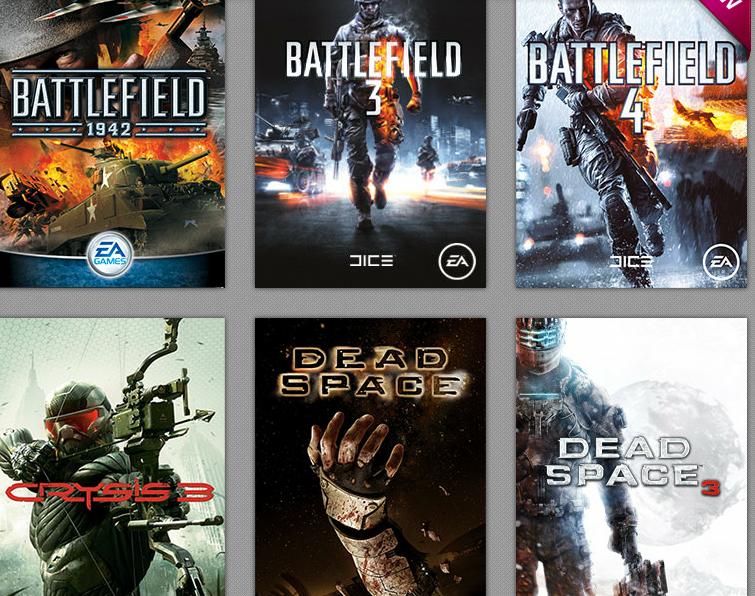 BATTLEFIELD
1942
EA
GAMES
BATTLEFIELD
3
DICE
EA
BATTLEFIELD
4
DICE
EA
CRYSIS 3
DEAD
SPACE
DEAD
SPACE
3